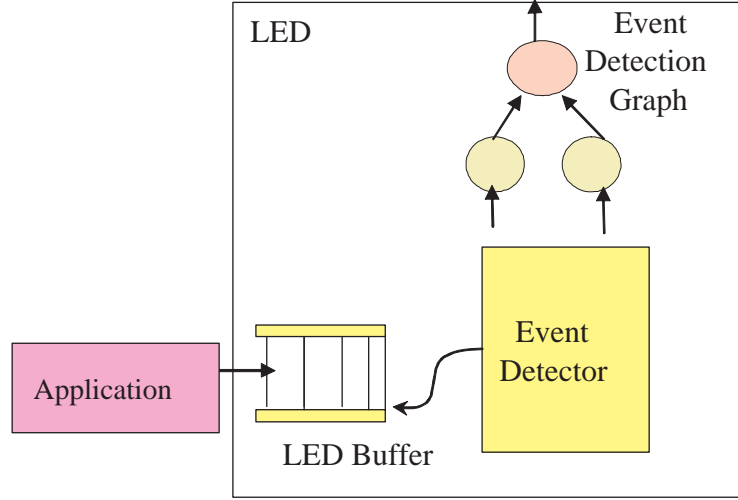 LED
Event
Detection
Graph
Event
Detector
Application
LED Buffer